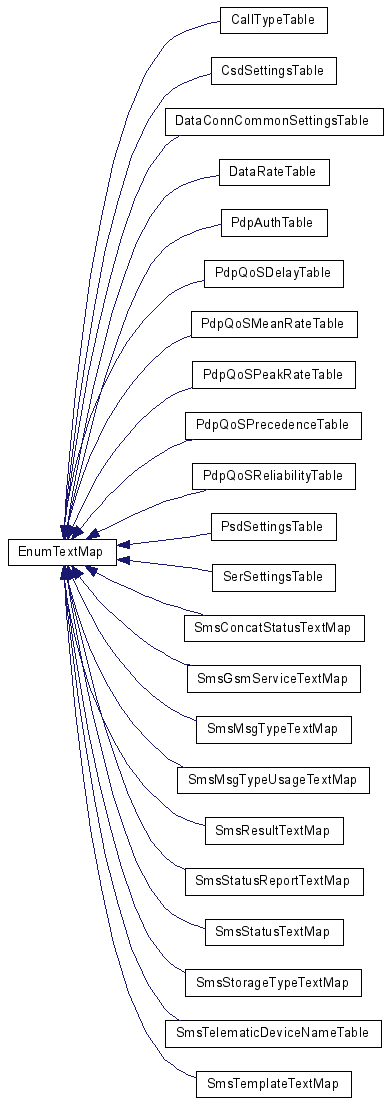 CallTypeTable
CsdSettingsTable
DataConnCommonSettingsTable
DataRateTable
PdpAuthTable
PdpQoSDelayTable
PdpQoSMeanRateTable
PdpQoSPeakRateTable
PdpQoSPrecedenceTable
PdpQoSReliabilityTable
PsdSettingsTable
EnumTextMap
SerSettingsTable
SmsConcatStatusTextMap
SmsGsmServiceTextMap
SmsMsgTypeTextMap
SmsMsgTypeUsageTextMap
SmsResultTextMap
SmsStatusReportTextMap
SmsStatusTextMap
SmsStorageTypeTextMap
SmsTelematicDeviceNameTable
SmsTemplateTextMap